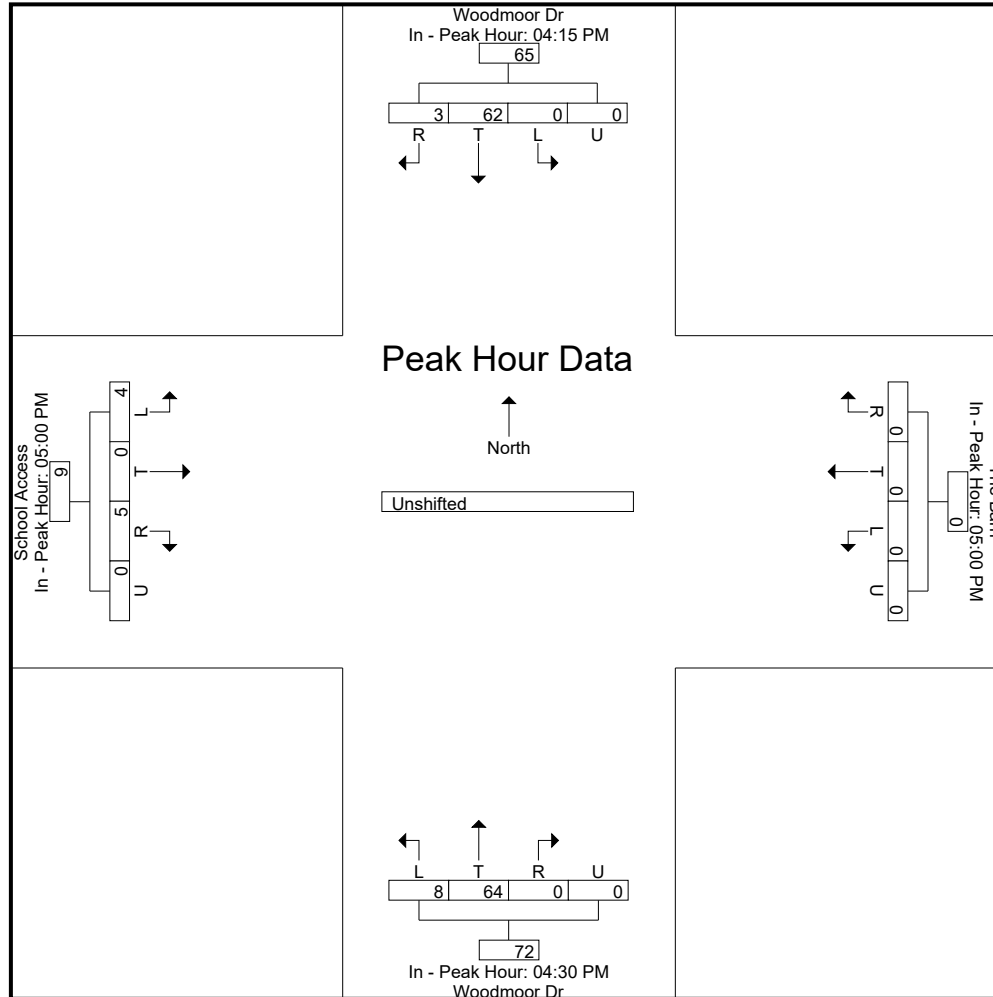 Woodmoor Dr
In - Peak Hour: 04:15 PM
65
3 62 0 0
R T L U
Peak Hour Data
North
Unshifted
School Access
In - Peak Hour: 05:00 PM
9
4 0 5 0
L T R U
The Barn
In - Peak Hour: 05:00 PM
0
0 0 0 0
R T L U
L T R U
8 64 0 0
72
In - Peak Hour: 04:30 PM
Woodmoor Dr